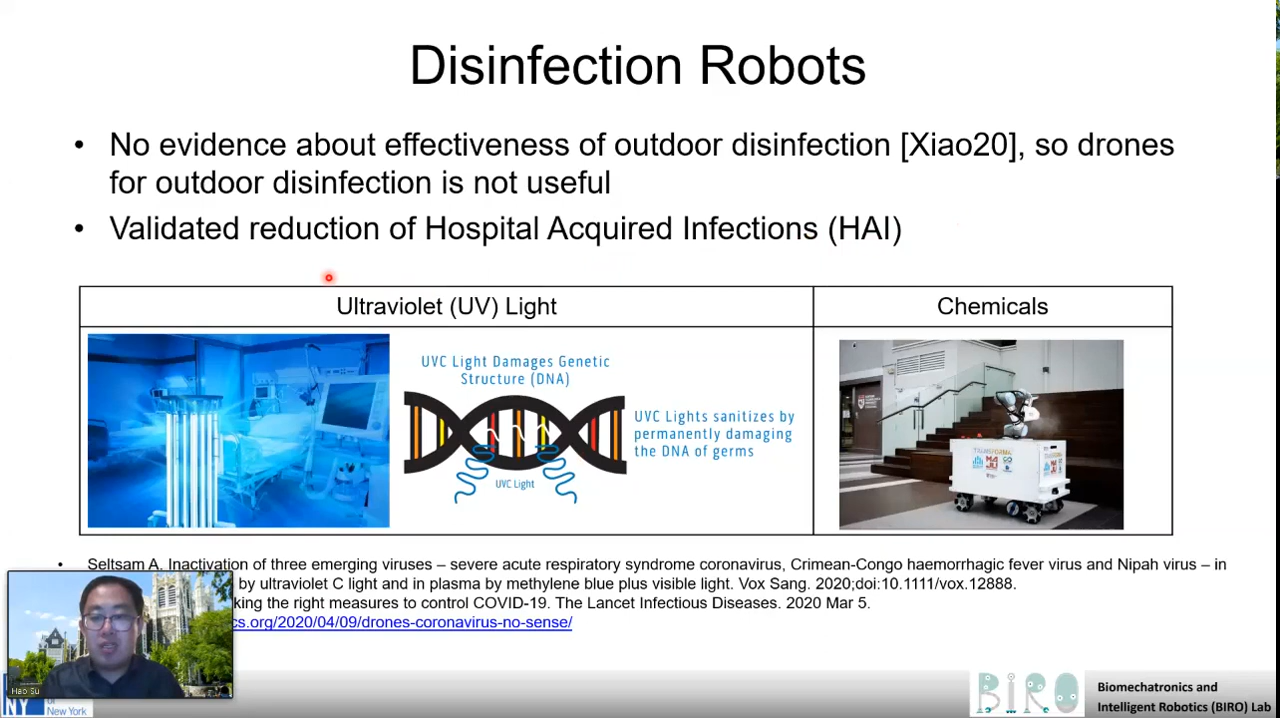 Disinfection Robots
• No evidence about effectiveness of outdoor disinfection [Xiao20], so drones
for outdoor disinfection is not useful
• Validated reduction of Hospital Acquired Infections (HAI)
Ultraviolet (UV) Light
Chemicals
UVC Light Damages Genetic
Structure (DNA)
UVC Lights sanitizes by
permanently damaging
the DNA of germs
UVC Light
TRANSFORMA
MAJU
GO
• Seltsam A. Inactivation of three emerging viruses – severe acute respiratory syndrome coronavirus, Crimean-Congo haemorrhagic fever virus and Nipah virus – in
by ultraviolet C light and in plasma by methylene blue plus visible light. Vox Sang. 2020;doi:10.1111/vox.12888.
king the right measures to control COVID-19. The Lancet Infectious Diseases. 2020 Mar 5.
cs.org/2020/04/09/drones-coronavirus-no-sense/
Hao Su
NY
of New York
BIRO
Biomechatronics and
Intelligent Robotics (BIRO) Lab